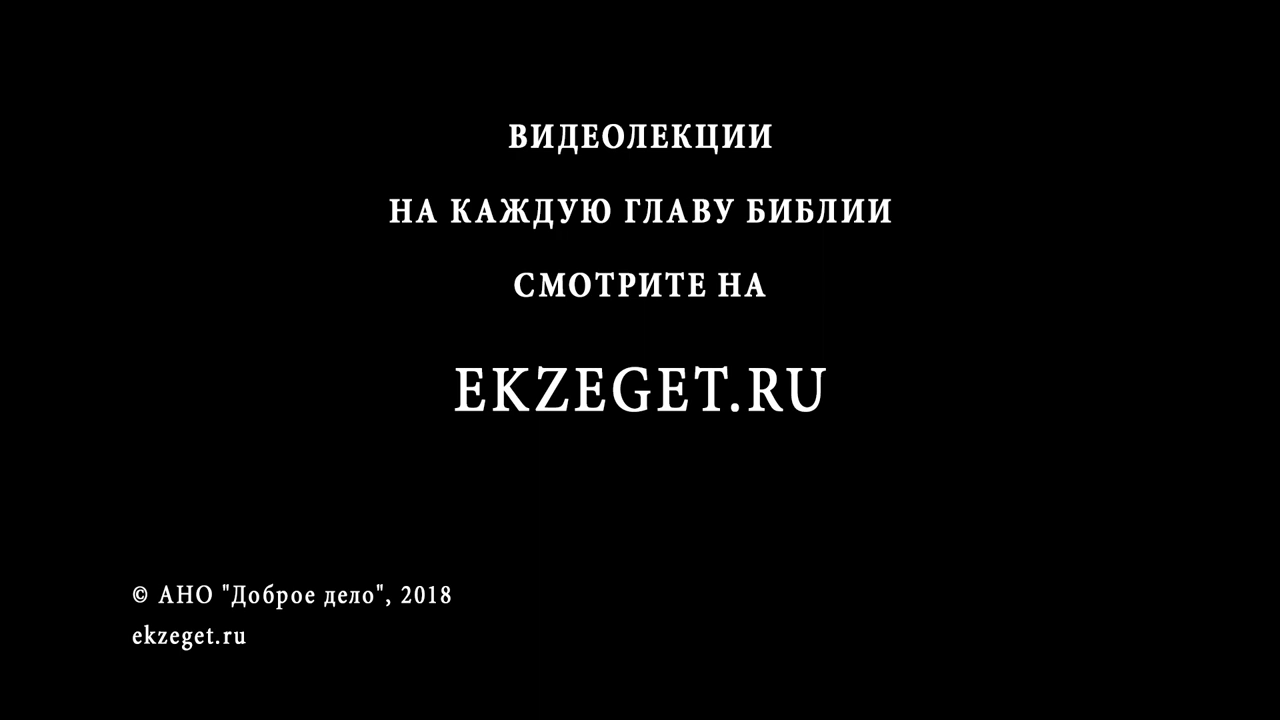 ВИДЕОЛЕКЦИИ
НА КАЖДУЮ ГЛАВУ БИБЛИИ
СМОТРИТЕ НА
EKZEGET.RU
© АНО "Доброе дело", 2018
ekzeget.ru